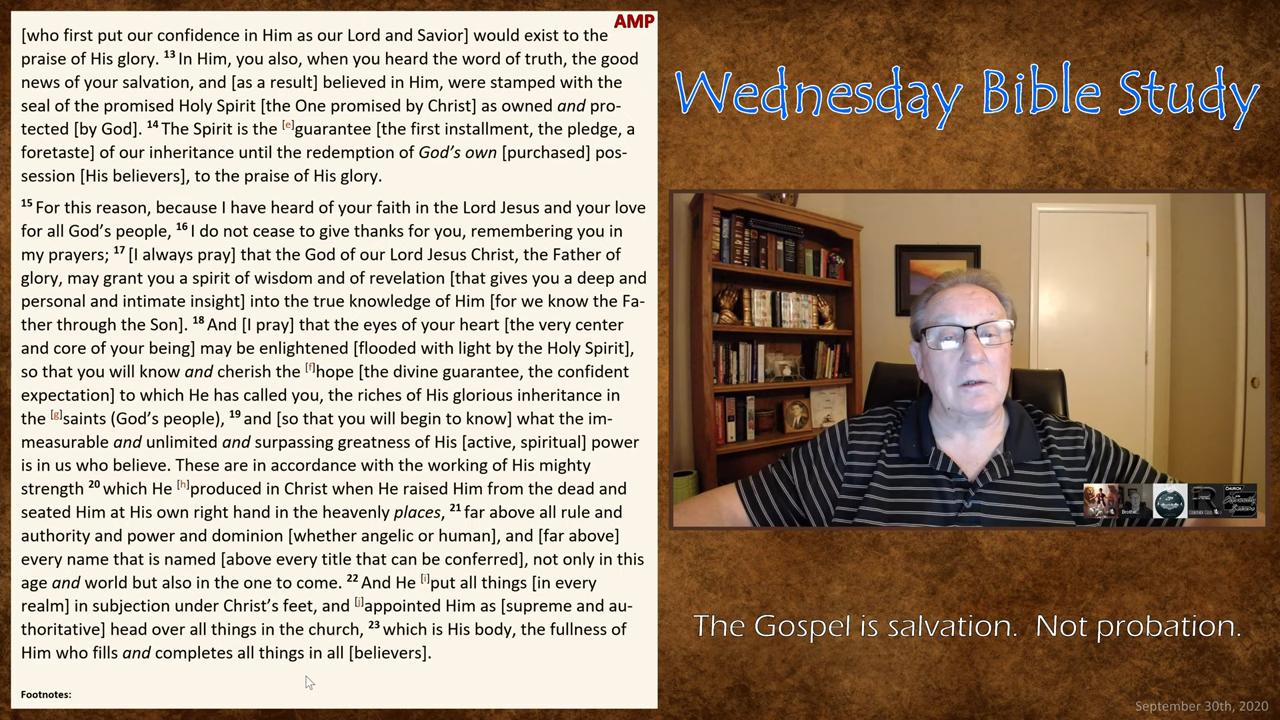 AMP
[who first put our confidence in Him as our Lord and Savior] would exist to the
praise of His glory. 13 In Him, you also, when you heard the word of truth, the good
news of your salvation, and [as a result] believed in Him, were stamped with the
seal of the promised Holy Spirit [the One promised by Christ] as owned and pro-
tected [by God]. 14 The Spirit is the [e]guarantee [the first installment, the pledge, a
foretaste] of our inheritance until the redemption of God’s own [purchased] pos-
session [His believers], to the praise of His glory.
15 For this reason, because I have heard of your faith in the Lord Jesus and your love
for all God’s people, 16 I do not cease to give thanks for you, remembering you in
my prayers; 17 [I always pray] that the God of our Lord Jesus Christ, the Father of
glory, may grant you a spirit of wisdom and of revelation [that gives you a deep and
personal and intimate insight] into the true knowledge of Him [for we know the Fa-
ther through the Son]. 18 And [I pray] that the eyes of your heart [the very center
and core of your being] may be enlightened [flooded with light by the Holy Spirit],
so that you will know and cherish the [f]hope [the divine guarantee, the confident
expectation] to which He has called you, the riches of His glorious inheritance in
the [g]saints (God’s people), 19 and [so that you will begin to know] what the im-
measurable and unlimited and surpassing greatness of His [active, spiritual] power
is in us who believe. These are in accordance with the working of His mighty
strength 20 which He [h]produced in Christ when He raised Him from the dead and
seated Him at His own right hand in the heavenly places, 21 far above all rule and
authority and power and dominion [whether angelic or human], and [far above]
every name that is named [above every title that can be conferred], not only in this
age and world but also in the one to come. 22 And He [i]put all things [in every
realm] in subjection under Christ’s feet, and [j]appointed Him as [supreme and au-
thoritative] head over all things in the church, 23 which is His body, the fullness of
Him who fills and completes all things in all [believers].
Footnotes:
Wednesday Bible Study
The Gospel is salvation. Not probation.
September 30th, 2020